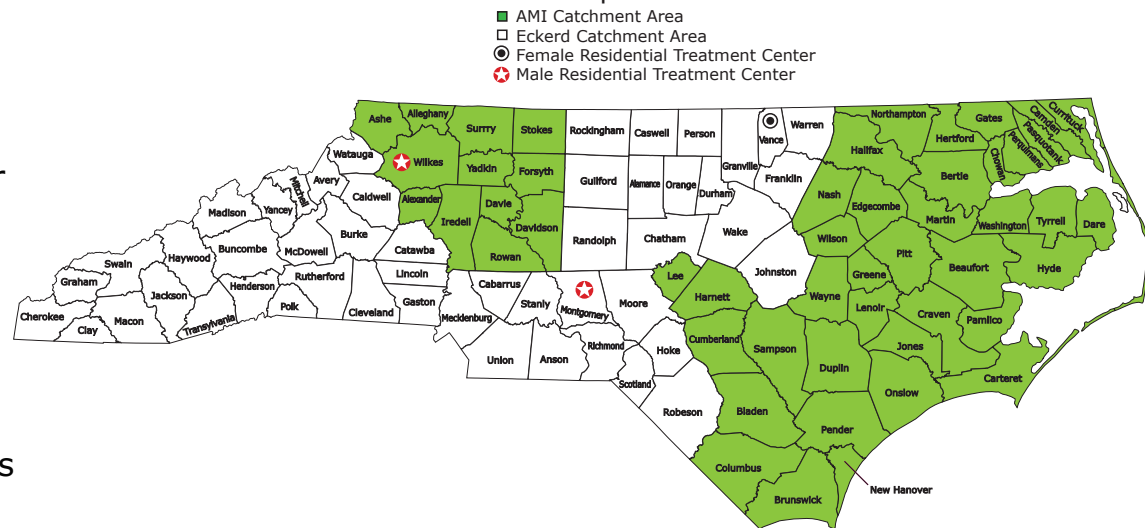 AMI Catchment Area
Eckerd Catchment Area
Female Residential Treatment Center
Male Residential Treatment Center
r
s
Ashe
Alleghany
Surrry
Stokes
Rockingham
Caswell
Person
Granville
Vance
Warren
Northampton
Gates
Currituck
Camden
Pasquotank
Perquimans
Chowan
Hertford
Halifax
Watauga
Wilkes
Yadkin
Forsyth
Guilford
Alamance
Orange
Durham
Franklin
Bertie
Mitchell
Avery
Caldwell
Alexander
Iredell
Davie
Davidson
Nash
Edgecombe
Martin
Washington
Tyrrell
Dare
Madison
Yancey
Burke
Catawba
Rowan
Randolph
Chatham
Wake
Wilson
Pitt
Beaufort
Hyde
Swain
Haywood
Buncombe
McDowell
Rutherford
Lincoln
Cabarrus
Lee
Johnston
Greene
Graham
Jackson
Henderson
Polk
Cleveland
Gaston
Mecklenburg
Stanly
Montgomery
Moore
Harnett
Wayne
Lenoir
Craven
Pamlico
Cherokee
Clay
Macon
Transylvania
Union
Anson
Richmond
Scotland
Hoke
Cumberland
Sampson
Duplin
Jones
Onslow
Carteret
Robeson
Bladen
Pender
Columbus
Brunswick
New Hanover